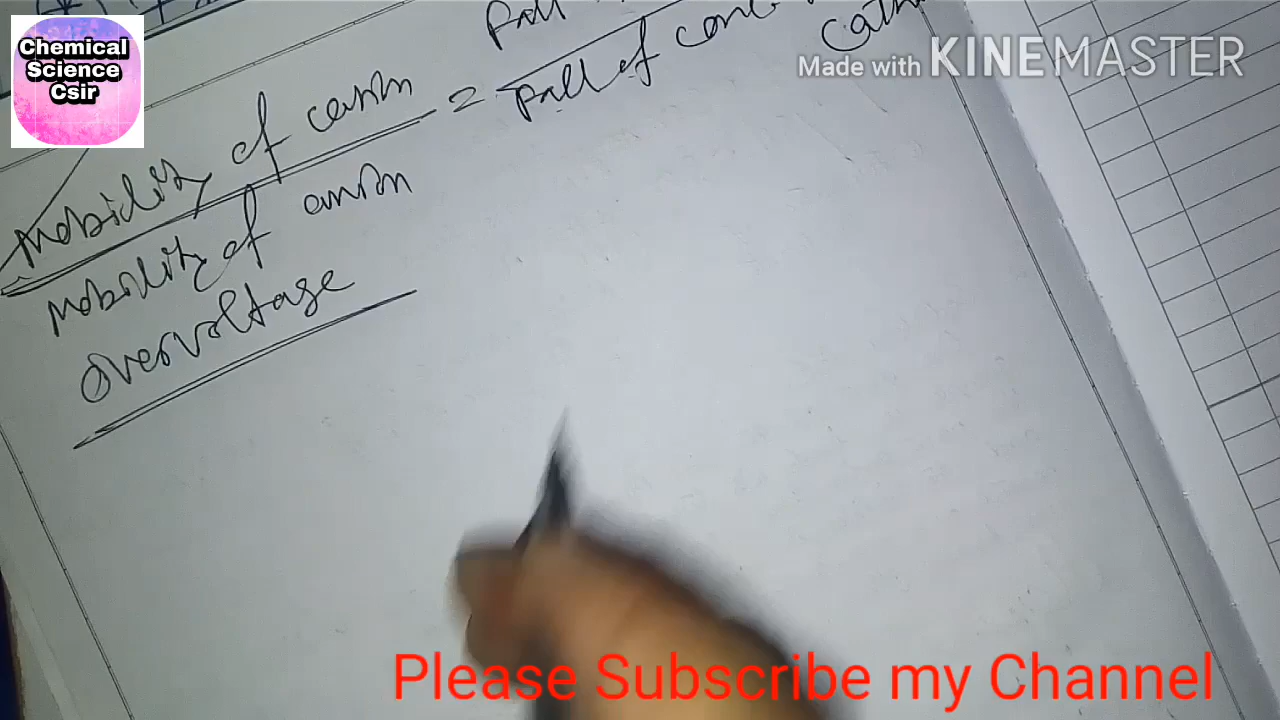 Chemical
Science
Csir
Made with KINEMASTER
Fall
mobility of cation = Fall of conc
mobility of anion
overvoltage
Please Subscribe my Channel